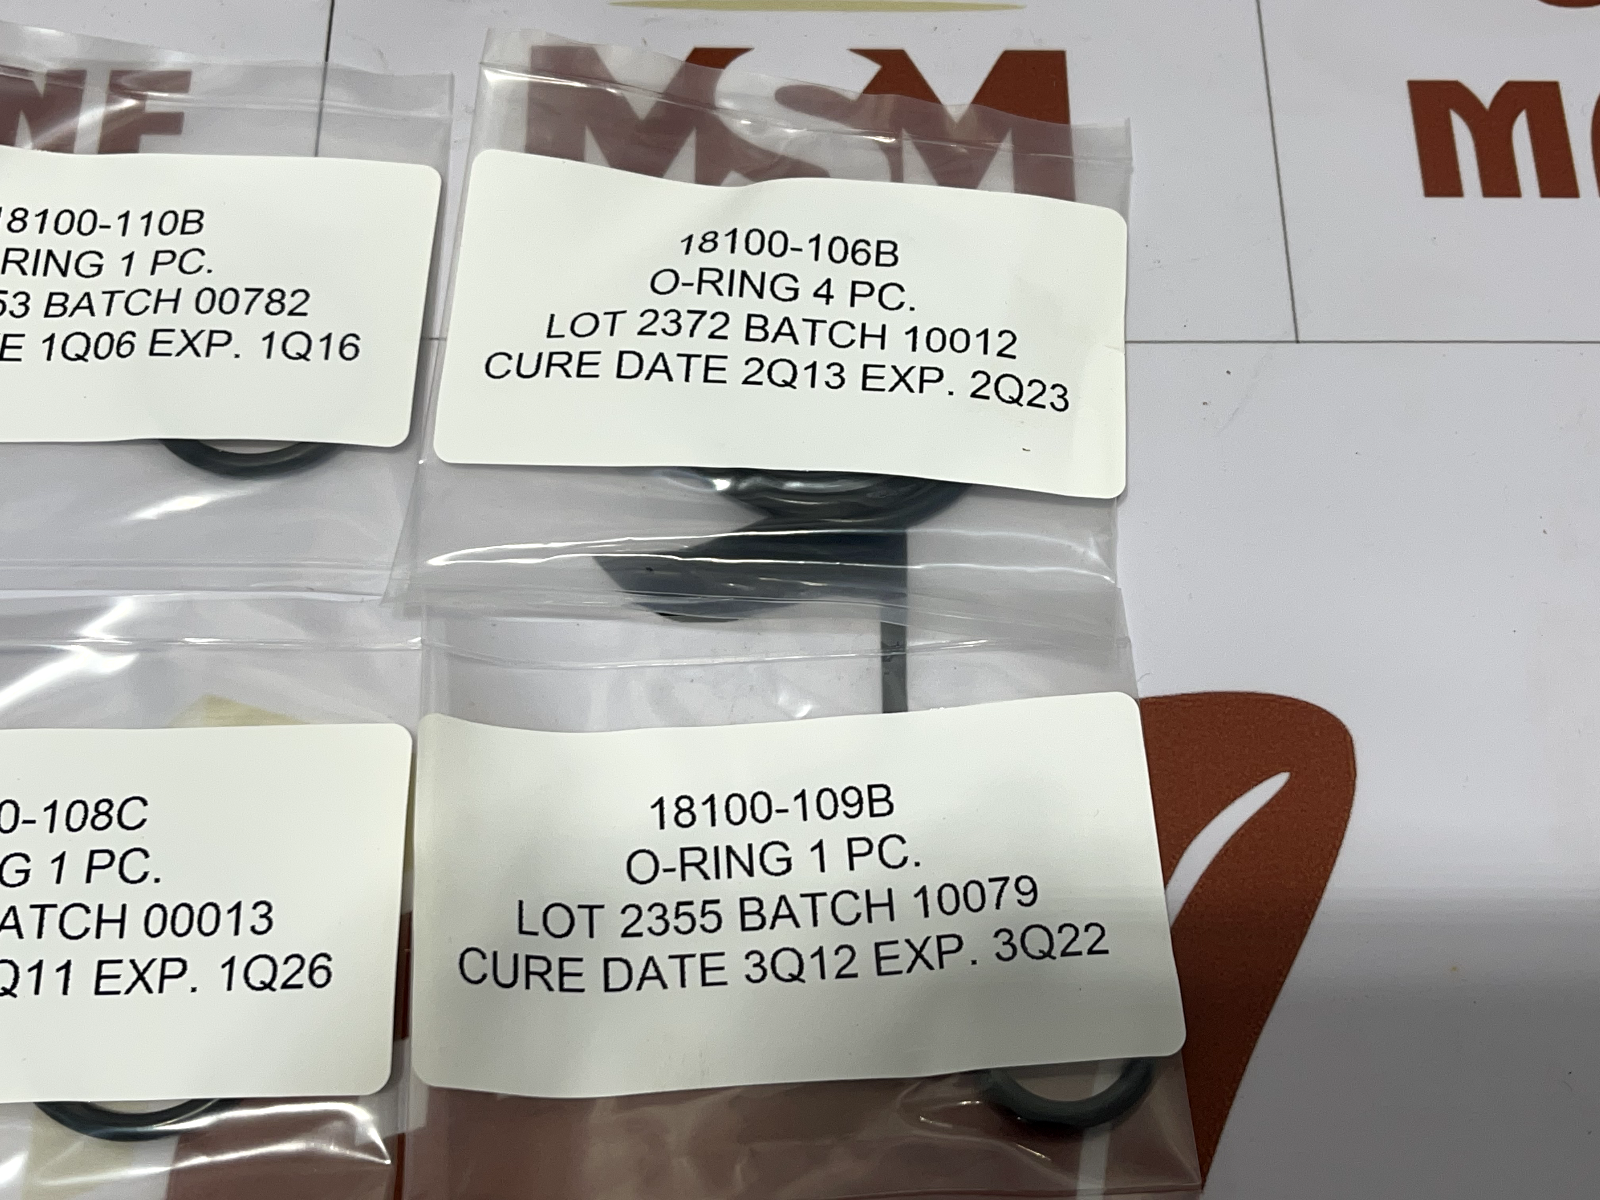 MSM
18100-110B
RING 1 PC.
53 BATCH 00782
E 1Q06 EXP. 1Q16
18100-106B
O-RING 4 PC.
LOT 2372 BATCH 10012
CURE DATE 2Q13 EXP. 2Q23
0-108C
G 1 PC.
ATCH 00013
Q11 EXP. 1Q26
18100-109B
O-RING 1 PC.
LOT 2355 BATCH 10079
CURE DATE 3Q12 EXP. 3Q22